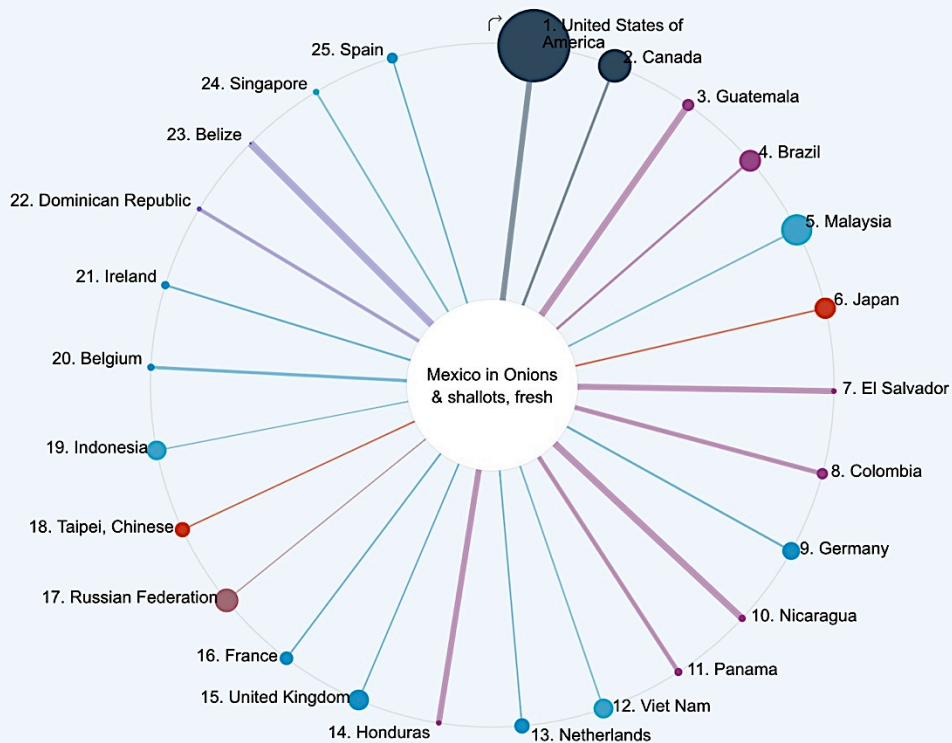 1. United States of
America
2. Canada
3. Guatemala
4. Brazil
5. Malaysia
6. Japan
7. El Salvador
8. Colombia
9. Germany
10. Nicaragua
11. Panama
12. Viet Nam
13. Netherlands
14. Honduras
15. United Kingdom
16. France
17. Russian Federation
18. Taipei, Chinese
19. Indonesia
20. Belgium
21. Ireland
22. Dominican Republic
23. Belize
24. Singapore
25. Spain
Mexico in Onions
& shallots, fresh